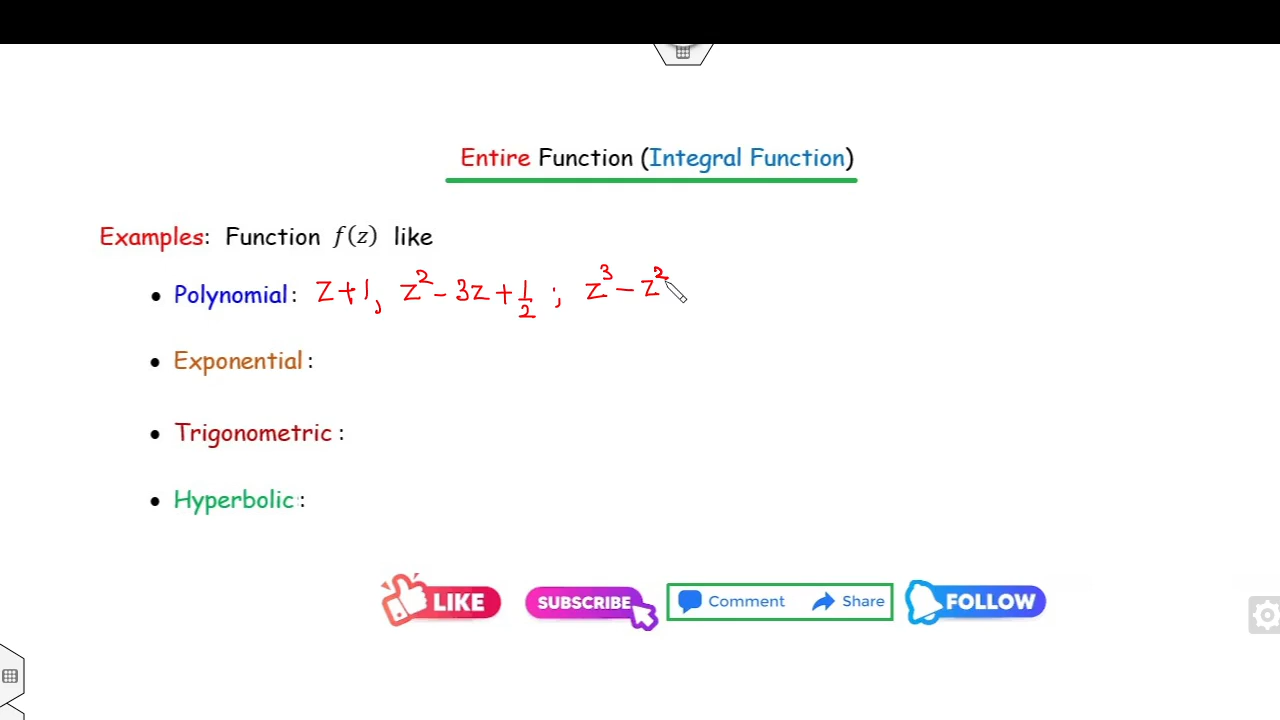 Entire Function (Integral Function)
Examples: Function f(z) like
• Polynomial: z+1, z² - 3z + 1/2 ; z³ - z²
• Exponential :
• Trigonometric :
• Hyperbolic :
LIKE SUBSCRIBE Comment Share FOLLOW